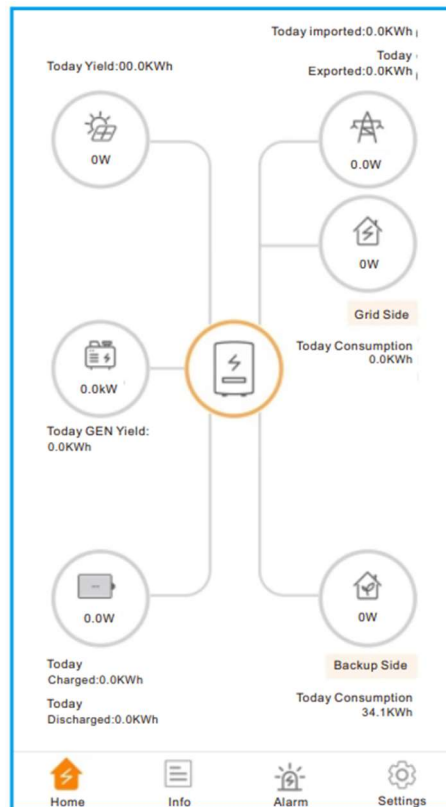 Today imported:0.0KWh
Today
Exported:0.0KWh
Today Yield:00.0KWh
0W
0.0W
0W
Grid Side
Today Consumption
0.0KWh
0.0kW
Today GEN Yield:
0.0KWh
--
0.0W
0W
Today
Charged:0.0KWh
Today
Discharged:0.0KWh
Backup Side
Today Consumption
34.1KWh
Home
Info
Alarm
Settings